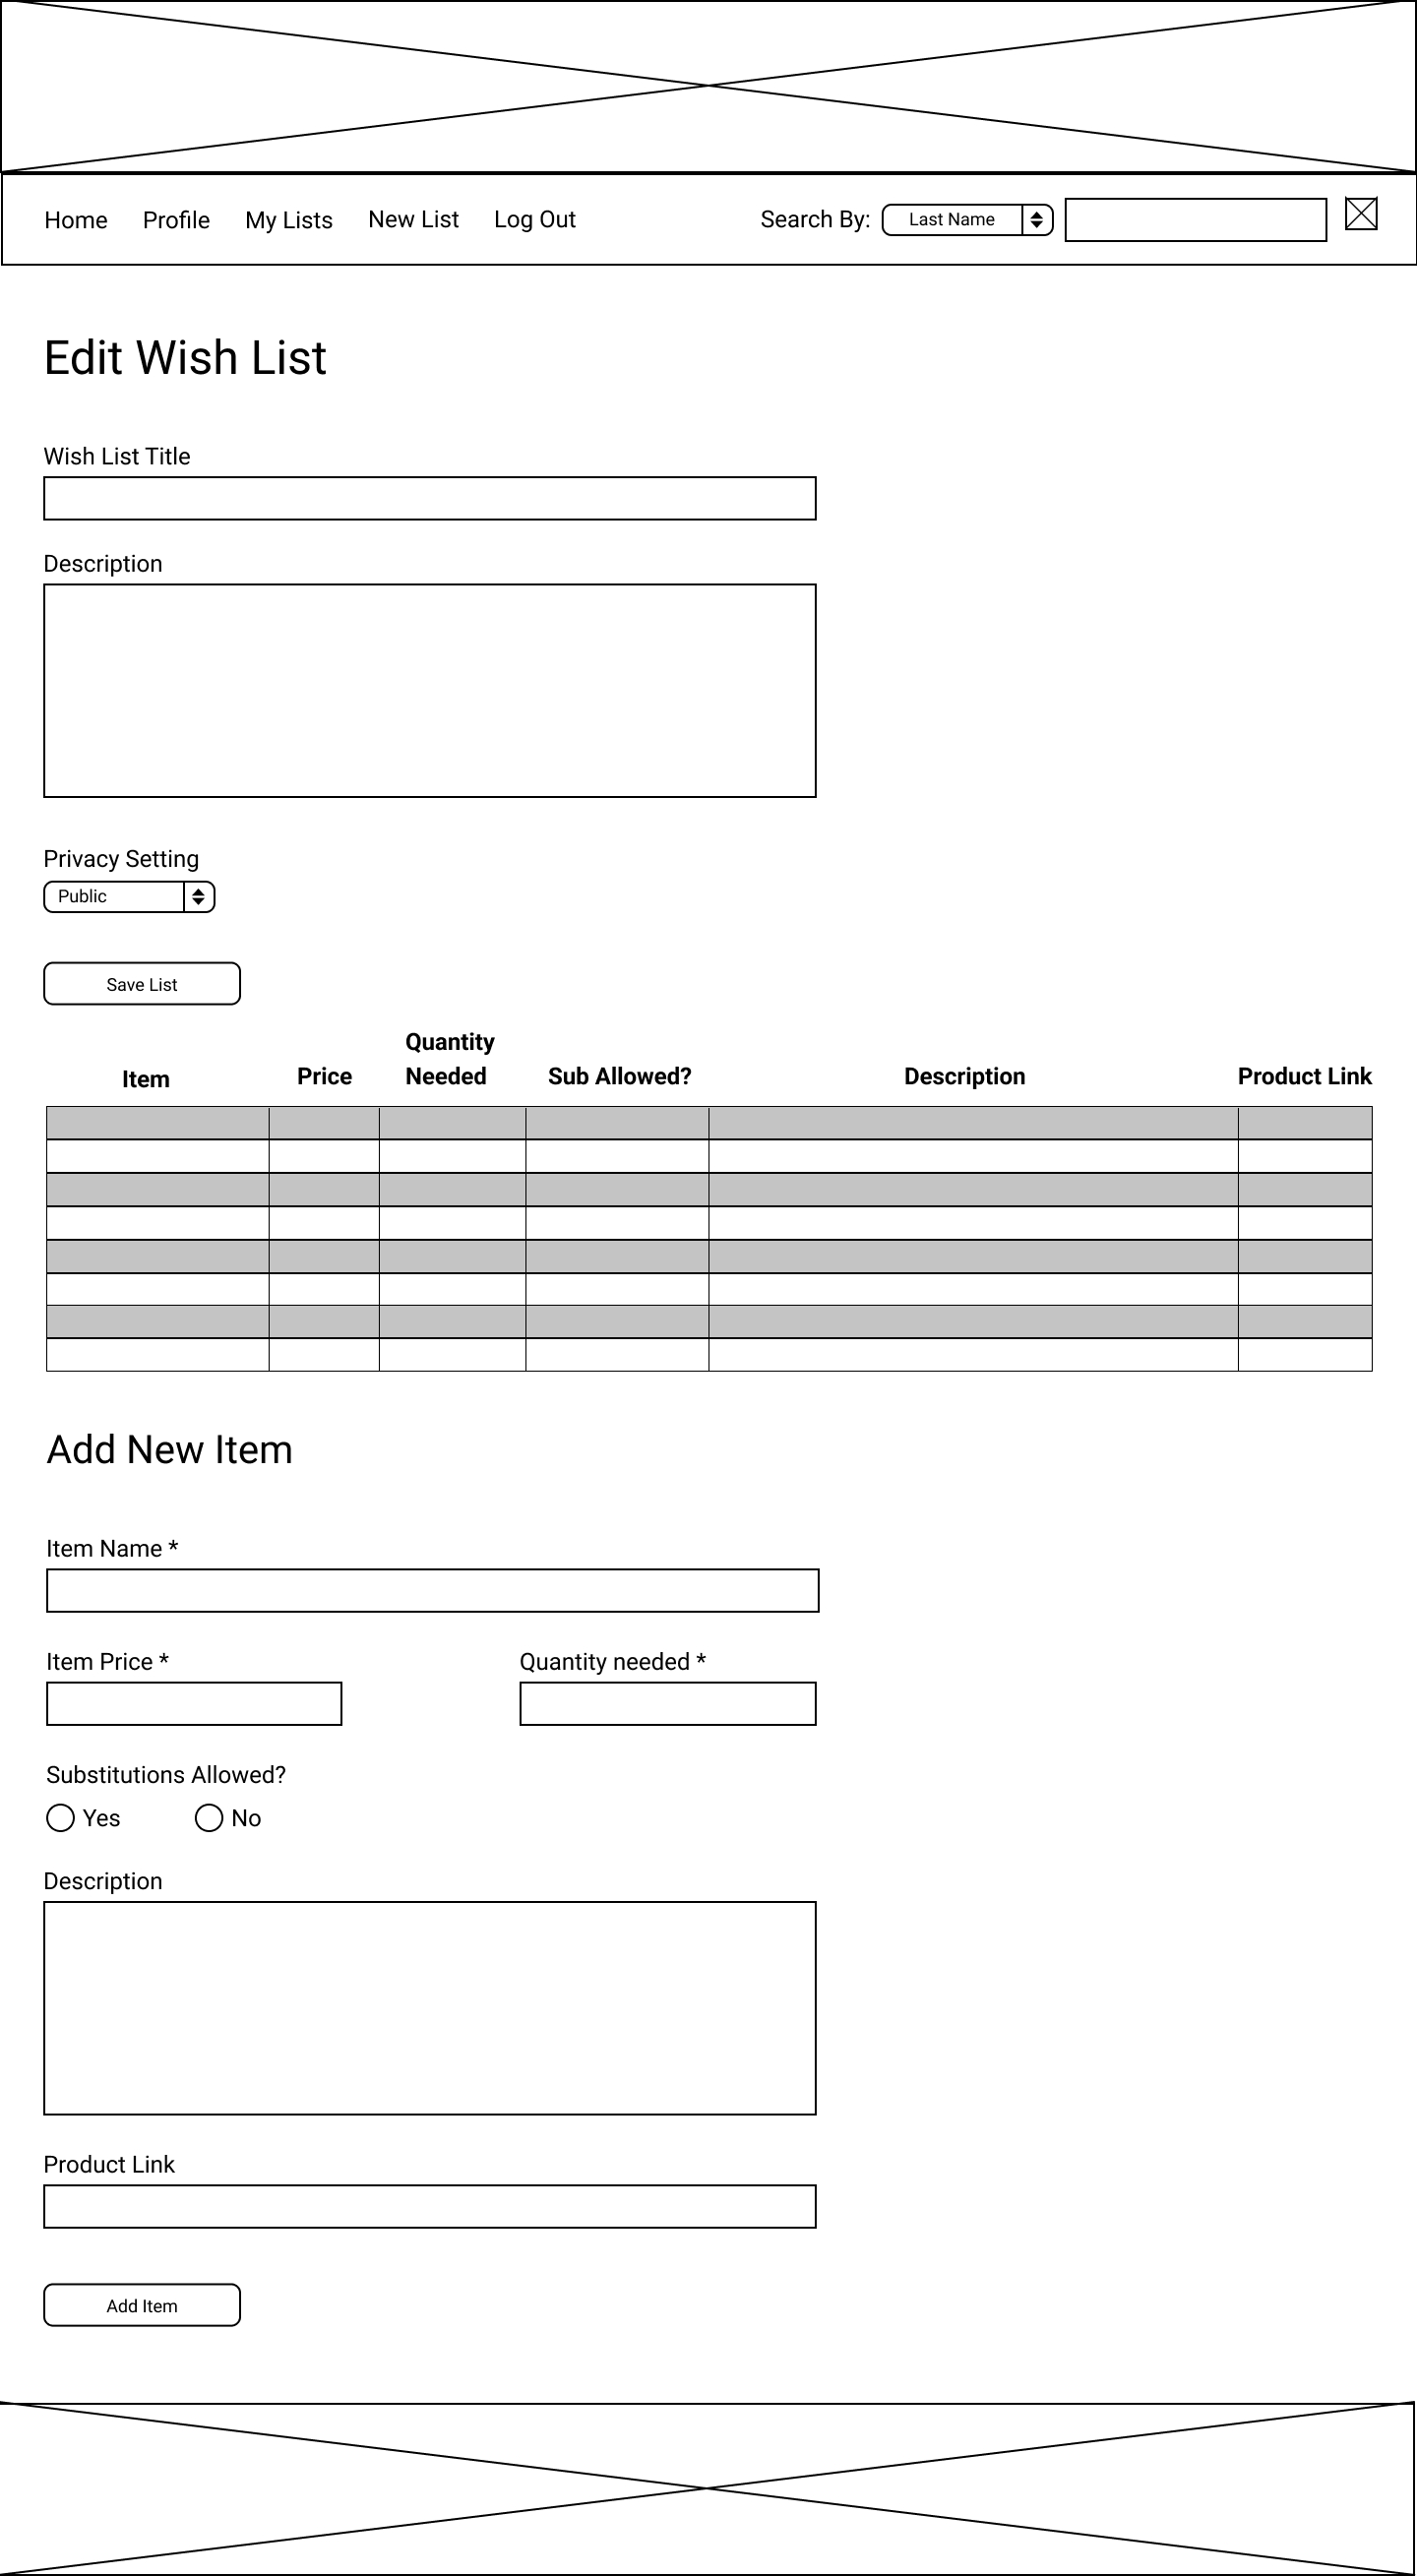 Home Profile My Lists New List Log Out Search By: Last Name
Edit Wish List
Wish List Title
Description
Privacy Setting
Public
Save List
Item Price Quantity Needed Sub Allowed? Description Product Link
Add New Item
Item Name *
Item Price * Quantity needed *
Substitutions Allowed?
Yes No
Description
Product Link
Add Item